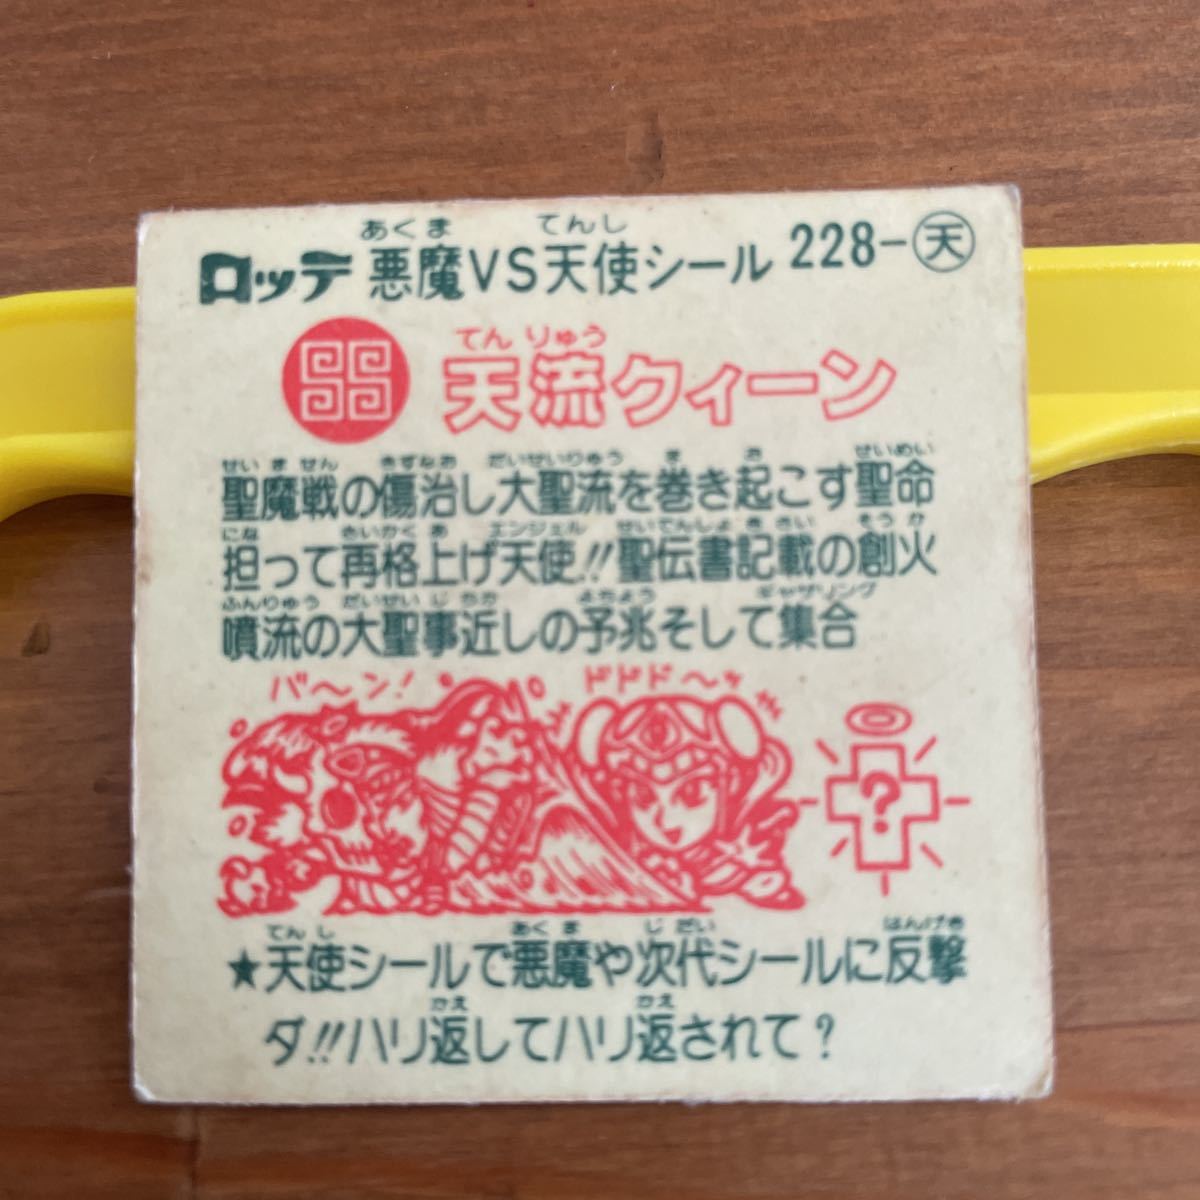 あくま てんし
ロッテ 悪魔VS天使シール 228-天
てんりゅう
天流クィーン
せいません きずなお だいせいりゅう ま お せいめい
聖魔戦の傷治し大聖流を巻き起こす聖命
にな さいかくあ エンジェル せいてんしょきさい そうか
担って再格上げ天使!!聖伝書記載の創火
ふんりゅう だいせいじちか よちょう ギャザリング
噴流の大聖事近しの予兆そして集合
バ〜ン! ドドド〜ッ
?
てんし あくま じだい はんげき
★天使シールで悪魔や次代シールに反撃
かえ かえ
ダ!!ハリ返してハリ返されて?